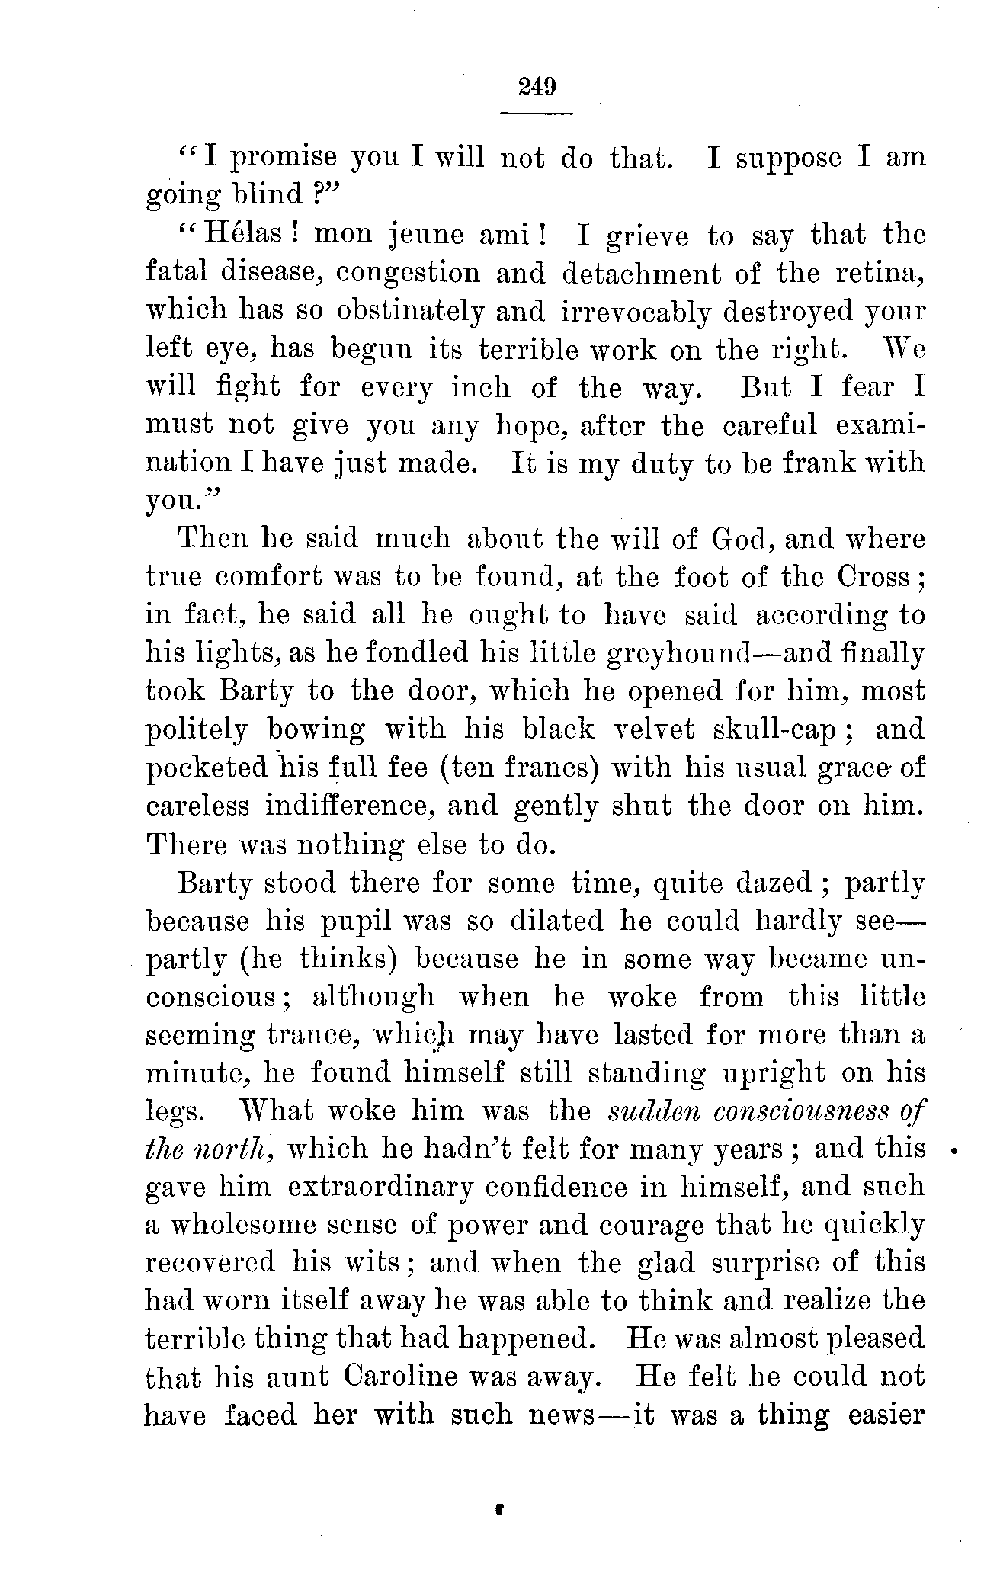 249
“I promise you I will not do that. I suppose I am
going blind ?”
“Hélas ! mon jeune ami ! I grieve to say that the
fatal disease, congestion and detachment of the retina,
which has so obstinately and irrevocably destroyed your
left eye, has begun its terrible work on the right. We
will fight for every inch of the way. But I fear I
must not give you any hope, after the careful exami-
nation I have just made. It is my duty to be frank with
you.”
Then he said much about the will of God, and where
true comfort was to be found, at the foot of the Cross ;
in fact, he said all he ought to have said according to
his lights, as he fondled his little greyhound—and finally
took Barty to the door, which he opened for him, most
politely bowing with his black velvet skull-cap ; and
pocketed his full fee (ten francs) with his usual grace of
careless indifference, and gently shut the door on him.
There was nothing else to do.
Barty stood there for some time, quite dazed ; partly
because his pupil was so dilated he could hardly see—
partly (he thinks) because he in some way became un-
conscious ; although when he woke from this little
seeming trance, which may have lasted for more than a
minute, he found himself still standing upright on his
legs. What woke him was the sudden consciousness of
the north, which he hadn’t felt for many years ; and this
gave him extraordinary confidence in himself, and such
a wholesome sense of power and courage that he quickly
recovered his wits ; and when the glad surprise of this
had worn itself away he was able to think and realize the
terrible thing that had happened. He was almost pleased
that his aunt Caroline was away. He felt he could not
have faced her with such news—it was a thing easier